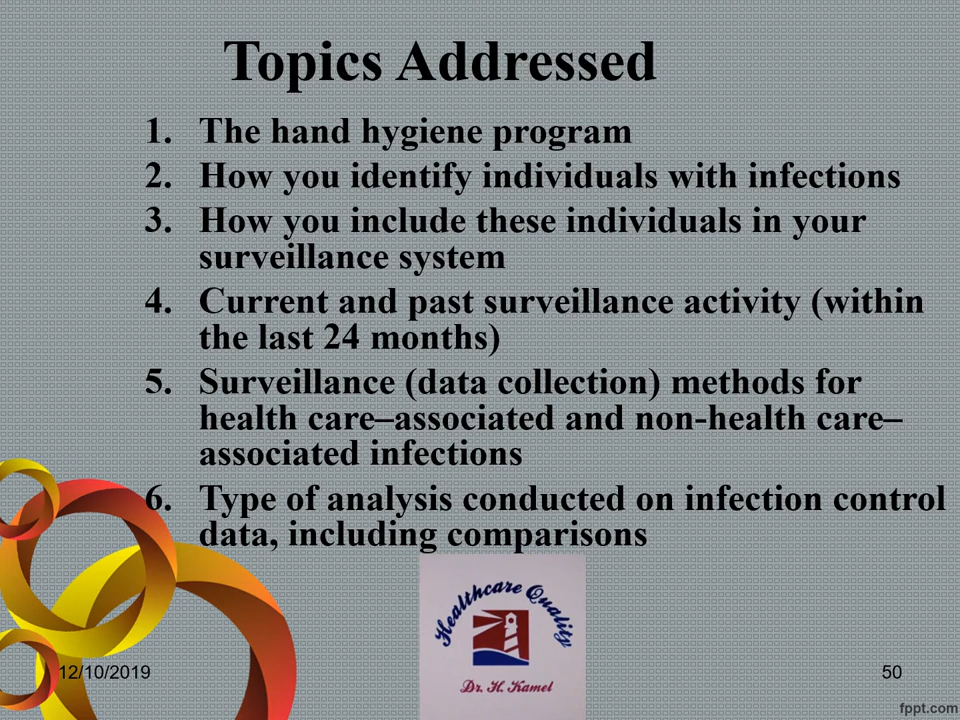 Topics Addressed
1. The hand hygiene program
2. How you identify individuals with infections
3. How you include these individuals in your
surveillance system
4. Current and past surveillance activity (within
the last 24 months)
5. Surveillance (data collection) methods for
health care–associated and non-health care–
associated infections
6. Type of analysis conducted on infection control
data, including comparisons
Healthcare Quality
Dr. H. Kamel
12/10/2019
50
fppt.com